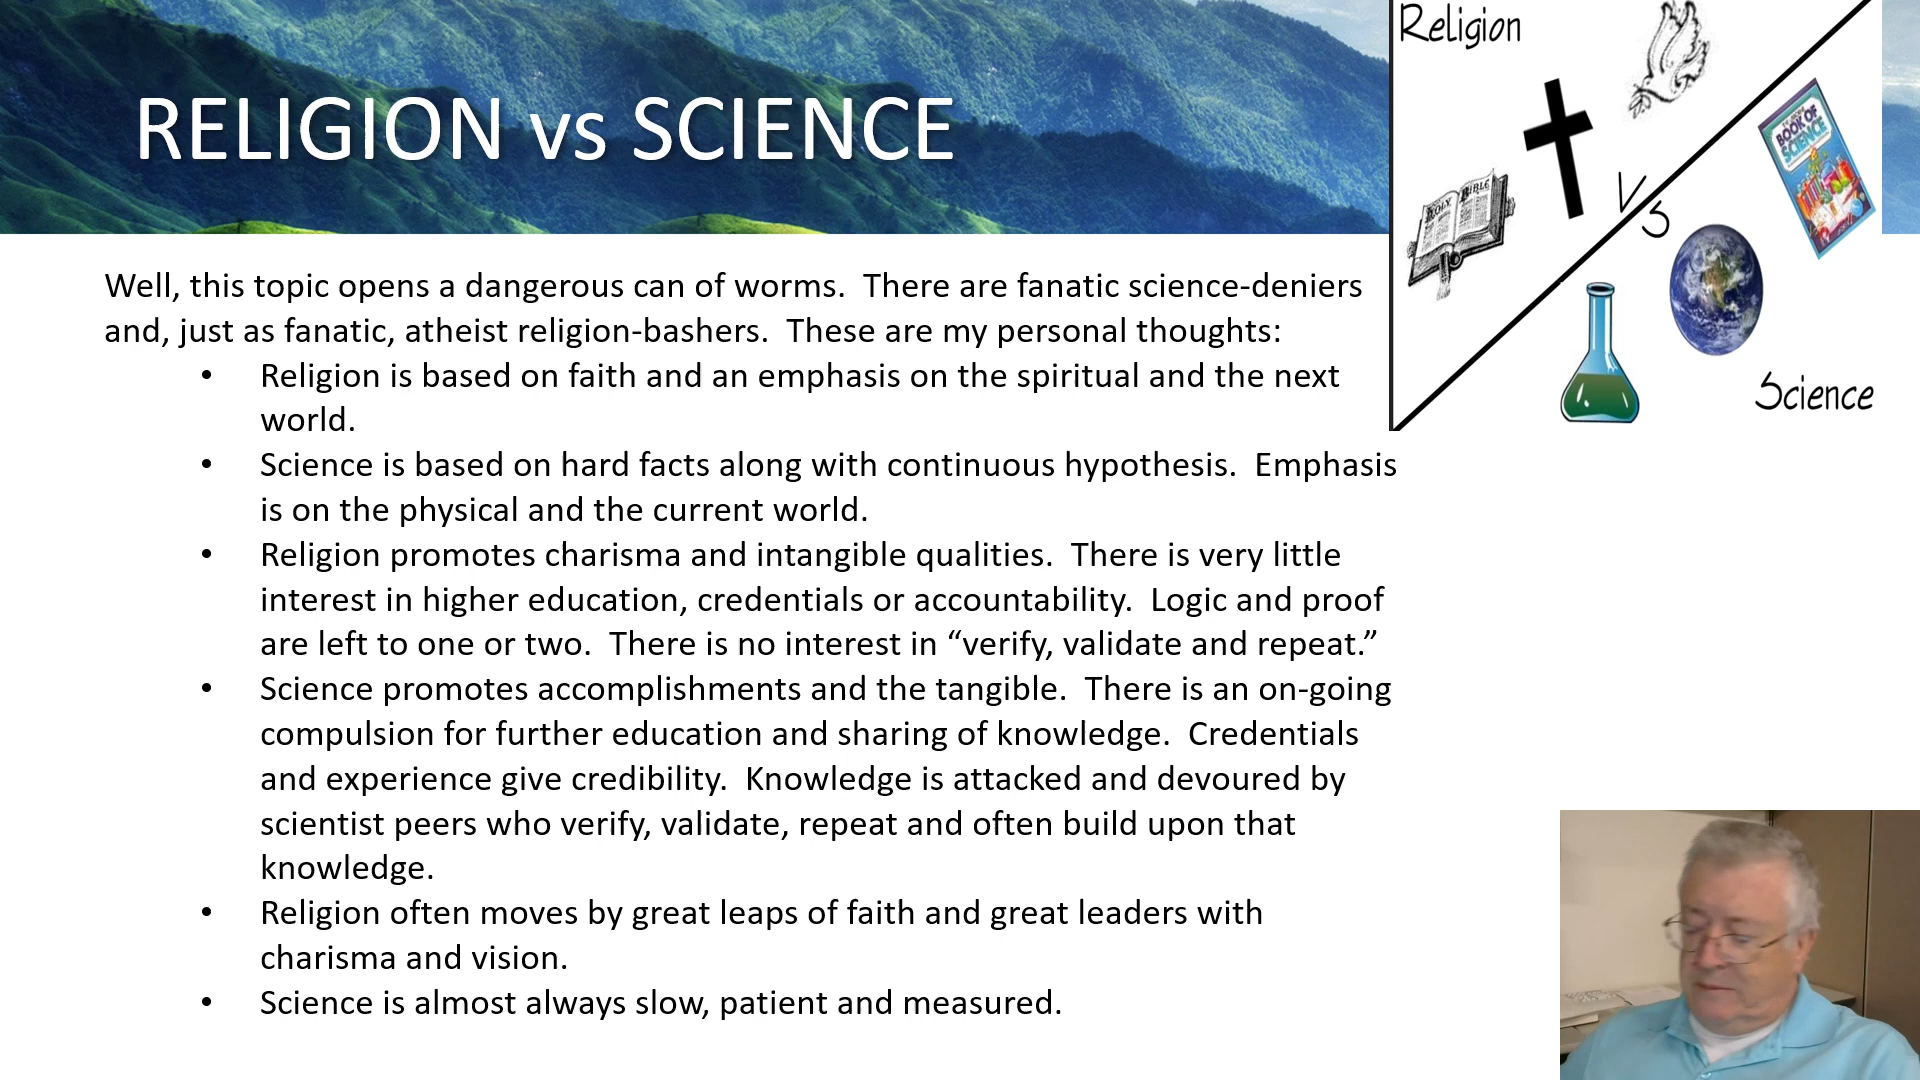 RELIGION vs SCIENCE
Religion
HOLY
BIBLE
BOOK OF
SCIENCE
VS
Science
Well, this topic opens a dangerous can of worms.  There are fanatic science-deniers
and, just as fanatic, atheist religion-bashers.  These are my personal thoughts:
• Religion is based on faith and an emphasis on the spiritual and the next
world.
• Science is based on hard facts along with continuous hypothesis.  Emphasis
is on the physical and the current world.
• Religion promotes charisma and intangible qualities.  There is very little
interest in higher education, credentials or accountability.  Logic and proof
are left to one or two.  There is no interest in “verify, validate and repeat.”
• Science promotes accomplishments and the tangible.  There is an on-going
compulsion for further education and sharing of knowledge.  Credentials
and experience give credibility.  Knowledge is attacked and devoured by
scientist peers who verify, validate, repeat and often build upon that
knowledge.
• Religion often moves by great leaps of faith and great leaders with
charisma and vision.
• Science is almost always slow, patient and measured.